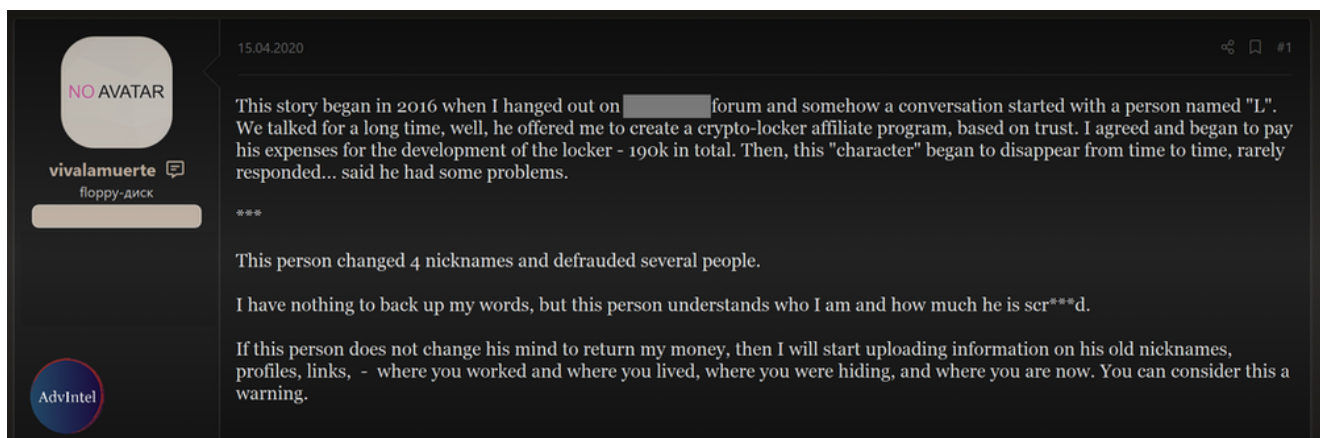 15.04.2020
#1
NO AVATAR
vivalamuerte
floppy-диск
This story began in 2016 when I hanged out on forum and somehow a conversation started with a person named "L".
We talked for a long time, well, he offered me to create a crypto-locker affiliate program, based on trust. I agreed and began to pay
his expenses for the development of the locker - 190k in total. Then, this "character" began to disappear from time to time, rarely
responded... said he had some problems.
***
This person changed 4 nicknames and defrauded several people.
I have nothing to back up my words, but this person understands who I am and how much he is scr***d.
If this person does not change his mind to return my money, then I will start uploading information on his old nicknames,
profiles, links, - where you worked and where you lived, where you were hiding, and where you are now. You can consider this a
warning.
AdvIntel